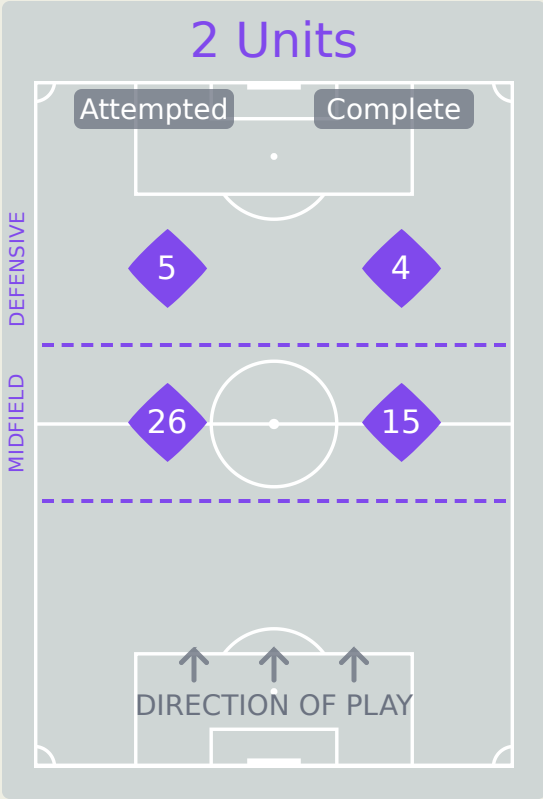 2 Units
Attempted
Complete
DEFENSIVE
5
4
MIDFIELD
26
15
DIRECTION OF PLAY